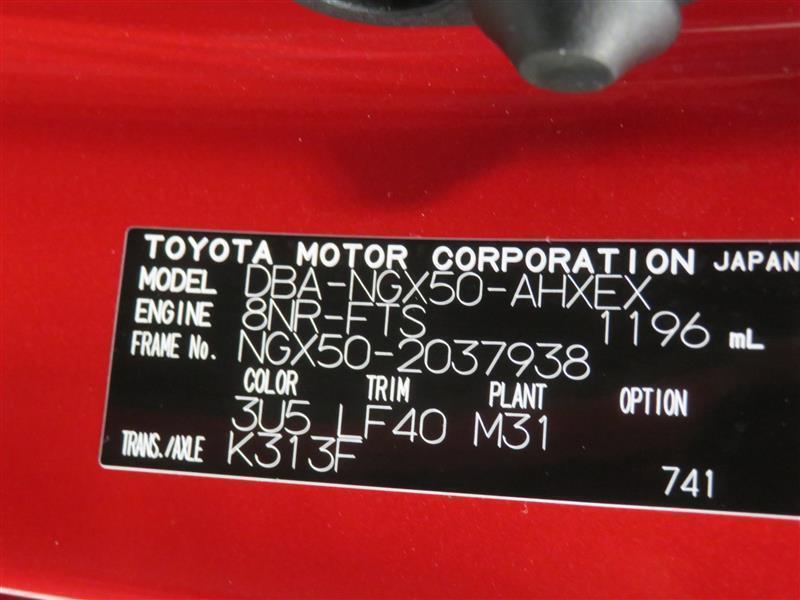 TOYOTA MOTOR CORPORATION JAPAN
MODEL DBA-NGX50-AHXEX
ENGINE 8NR-FTS 1196 mL
FRAME No. NGX50-2037938
COLOR TRIM PLANT OPTION
3U5 LF40 M31
TRANS./AXLE K313F
741